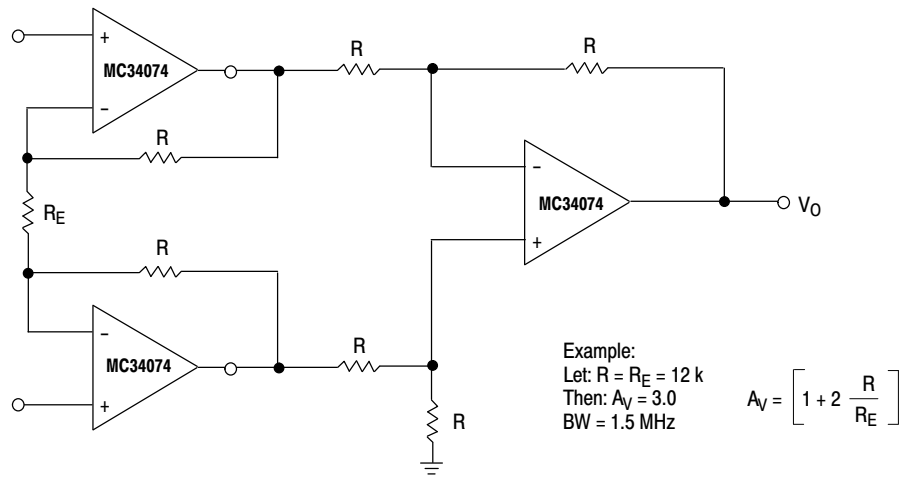 +
MC34074
−
R
R
R
R_E
R
−
MC34074
+
R
R
−
MC34074
+
V_O
Example:
Let: R = R_E = 12 k
Then: A_V = 3.0
BW = 1.5 MHz
A_V = [1 + 2 R/R_E]